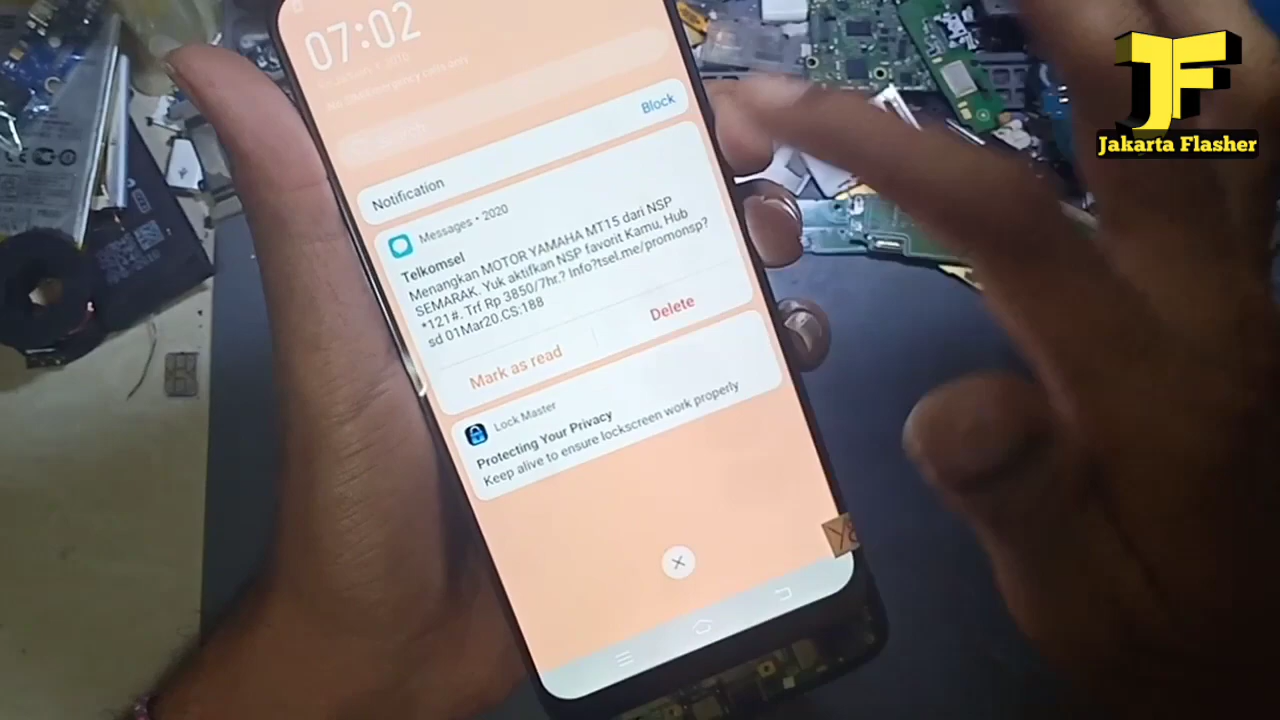 JF
Jakarta Flasher
07:02
Block
Notification
Messages • 2020
Telkomsel
Menangkan MOTOR YAMAHA MT15 dari NSP
SEMARAK. Yuk aktifkan NSP favorit Kamu, Hub
*121#. Trf Rp 3850/7hr.? Info?tsel.me/promonsp?
sd 01Mar20.CS:188
Mark as read
Delete
Lock Master
Protecting Your Privacy
Keep alive to ensure lockscreen work properly